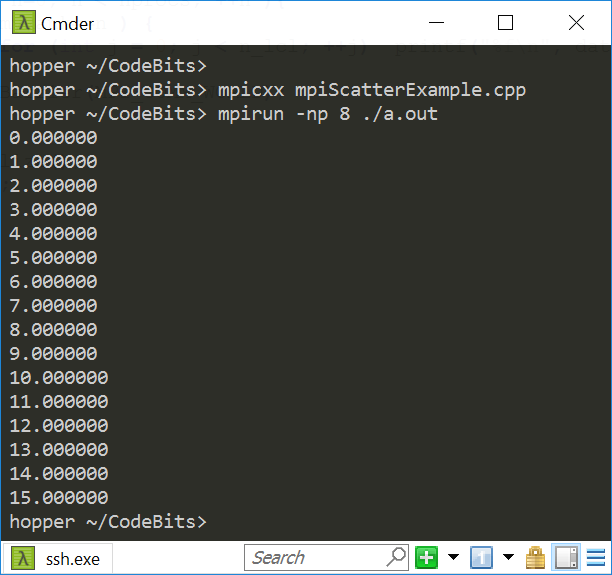 λ Cmder
hopper ~/CodeBits>
hopper ~/CodeBits> mpicxx mpiScatterExample.cpp
hopper ~/CodeBits> mpirun -np 8 ./a.out
0.000000
1.000000
2.000000
3.000000
4.000000
5.000000
6.000000
7.000000
8.000000
9.000000
10.000000
11.000000
12.000000
13.000000
14.000000
15.000000
hopper ~/CodeBits>
λ ssh.exe Search 1